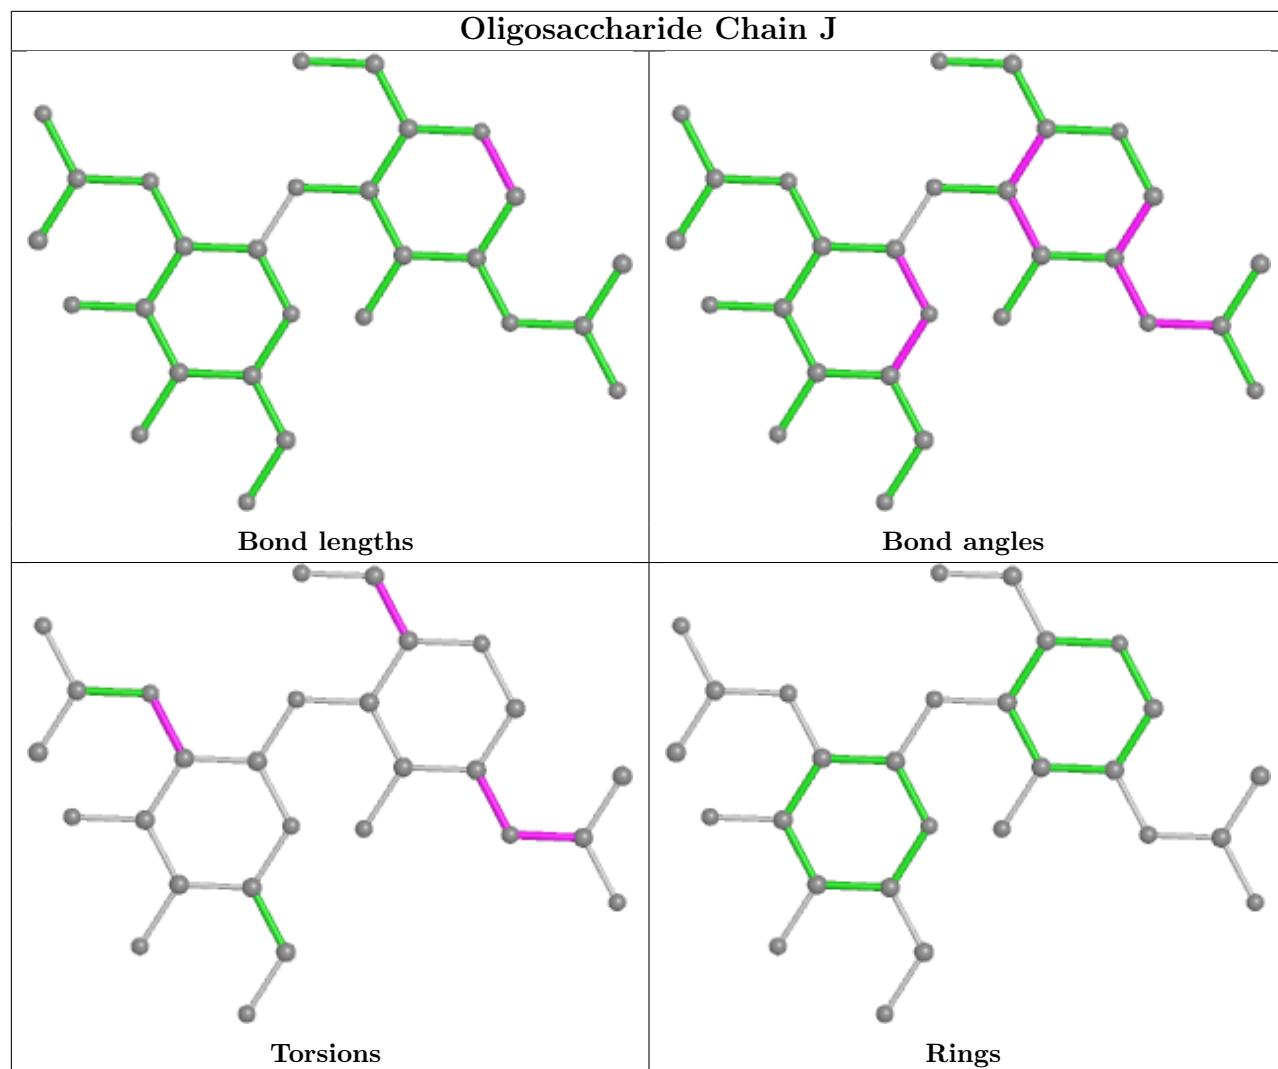 Oligosaccharide Chain J
Bond lengths
Bond angles
Torsions
Rings